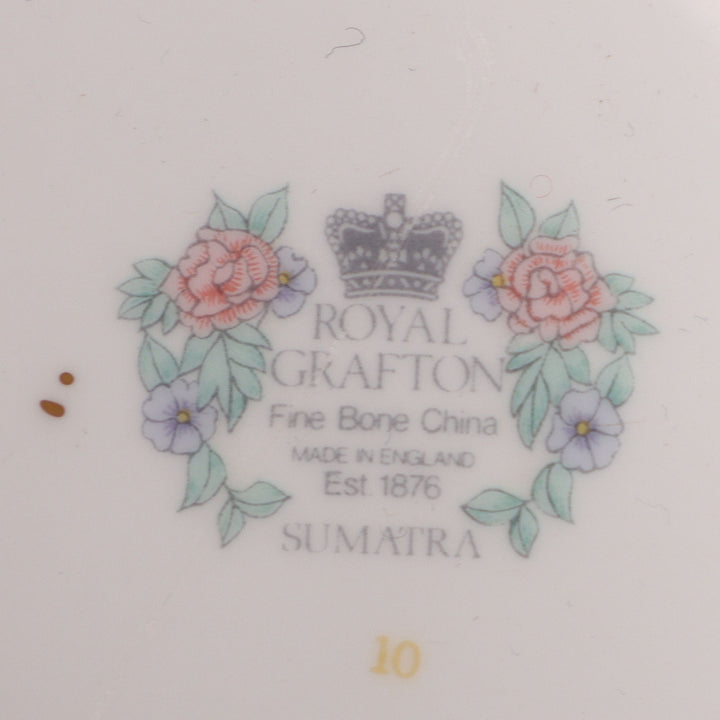 ROYAL
GRAFTON
Fine Bone China
MADE IN ENGLAND
Est. 1876
SUMATRA
10